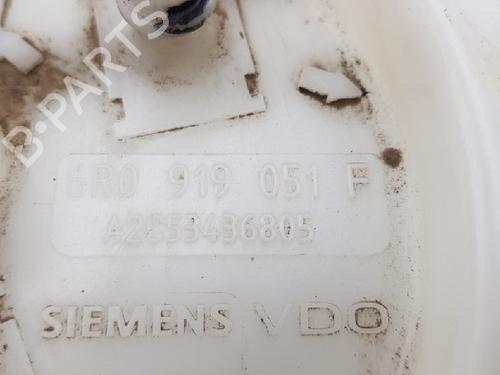 B-PARTS
6R0 919 051 F
A2C53436805
SIEMENS VDO